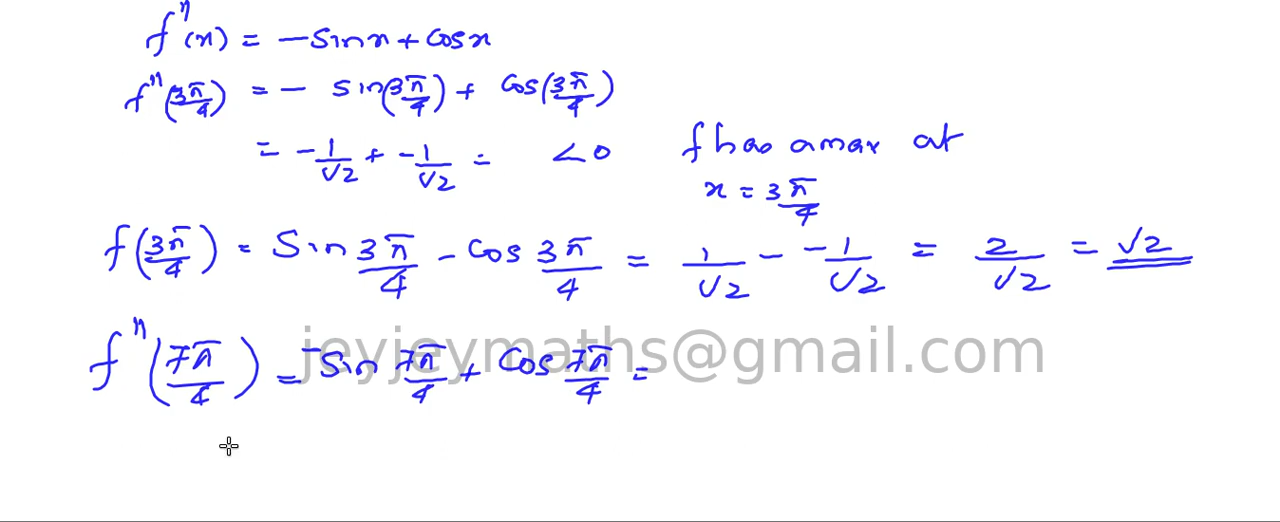 f''(x) = -Sinx + Cosx
f''(3π/4) = - Sin(3π/4) + Cos(3π/4)
= -1/√2 + -1/√2 = <0 f has a max at
x = 3π/4
f(3π/4) = Sin 3π/4 - Cos 3π/4 = 1/√2 - -1/√2 = 2/√2 = √2
f''(7π/4) = -Sin 7π/4 + Cos 7π/4 =
jeyjeymaths@gmail.com